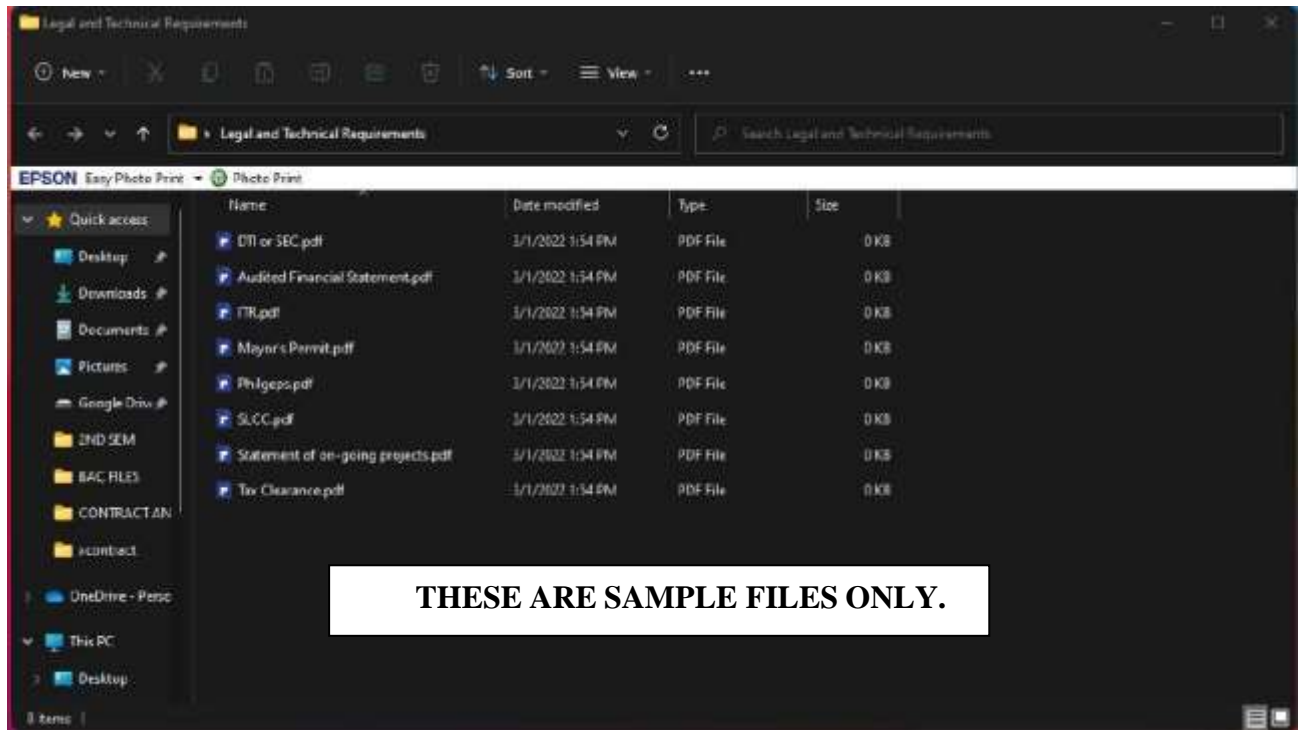 Legal and Technical Requirements
New
Sort
View
Legal and Technical Requirements
Search Legal and Technical Requirements
EPSON Easy Photo Print Photo Print
Name Date modified Type Size
Quick access
Desktop
Downloads
Documents
Pictures
Google Driv
2ND SEM
BAC FILES
CONTRACT AN
contract
OneDrive - Perso
This PC
Desktop
DTI or SEC.pdf 3/1/2022 1:54 PM PDF File 0 KB
Audited Financial Statement.pdf 3/1/2022 1:54 PM PDF File 0 KB
ITR.pdf 3/1/2022 1:54 PM PDF File 0 KB
Mayor's Permit.pdf 3/1/2022 1:54 PM PDF File 0 KB
Philgeps.pdf 3/1/2022 1:54 PM PDF File 0 KB
SLCC.pdf 3/1/2022 1:54 PM PDF File 0 KB
Statement of on-going projects.pdf 3/1/2022 1:54 PM PDF File 0 KB
Tax Clearance.pdf 3/1/2022 1:54 PM PDF File 0 KB
THESE ARE SAMPLE FILES ONLY.
8 items